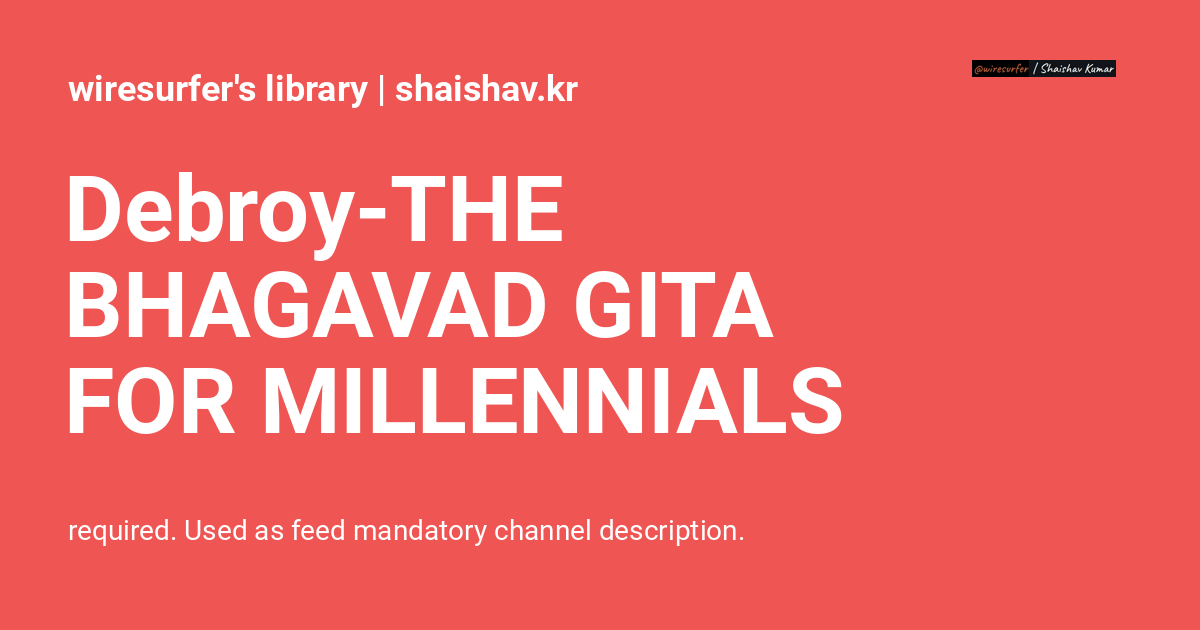 wiresurfer's library | shaishav.kr
@wiresurfer / Shaishav Kumar
Debroy-THE
BHAGAVAD GITA
FOR MILLENNIALS
required. Used as feed mandatory channel description.